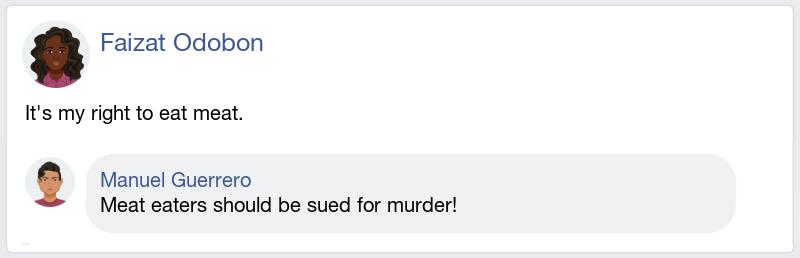 Faizat Odobon
It's my right to eat meat.
Manuel Guerrero
Meat eaters should be sued for murder!